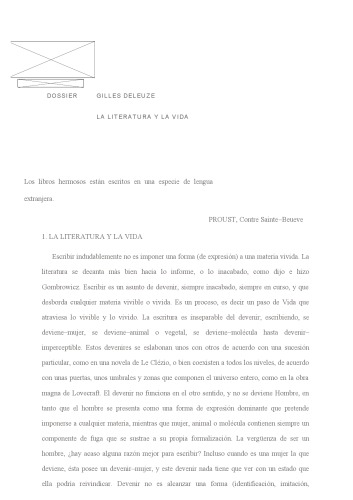 DOSSIER GILLES DELEUZE
LA LITERATURA Y LA VIDA
Los libros hermosos están escritos en una especie de lengua
extranjera.
PROUST, Contre Sainte-Beneve
1. LA LITERATURA Y LA VIDA
Escribir indudablemente no es imponer una forma (de expresión) a una materia vivida. La
literatura se decanta más bien hacia lo informe, o lo inacabado, como dijo e hizo
Gombrowicz. Escribir es un asunto de devenir, siempre inacabado, siempre en curso, y que
desborda cualquier materia vivible o vivida. Es un proceso, es decir un paso de Vida que
atraviesa lo vivible y lo vivido. La escritura es inseparable del devenir, escribiendo, se
deviene-mujer, se deviene-animal o vegetal, se deviene-molécula hasta devenir-
imperceptible. Estos devenires se eslabonan unos con otros de acuerdo con una sucesión
particular, como en una novela de Le Clézio, o bien coexisten a todos los niveles, de acuerdo
con unas puertas, unos umbrales y zonas que componen el universo entero, como en la obra
magna de Lovecraft. El devenir no funciona en el otro sentido, y no se deviene Hombre, en
tanto que el hombre se presenta como una forma de expresión dominante que pretende
imponerse a cualquier materia, mientras que mujer, animal o molécula contienen siempre un
componente de fuga que se sustrae a su propia formalización. La vergüenza de ser un
hombre, ¿hay acaso alguna razón mejor para escribir? Incluso cuando es una mujer la que
deviene, ésta posee un devenir-mujer, y este devenir nada tiene que ver con un estado que
ella podría reivindicar. Devenir no es alcanzar una forma (identificación, imitación,